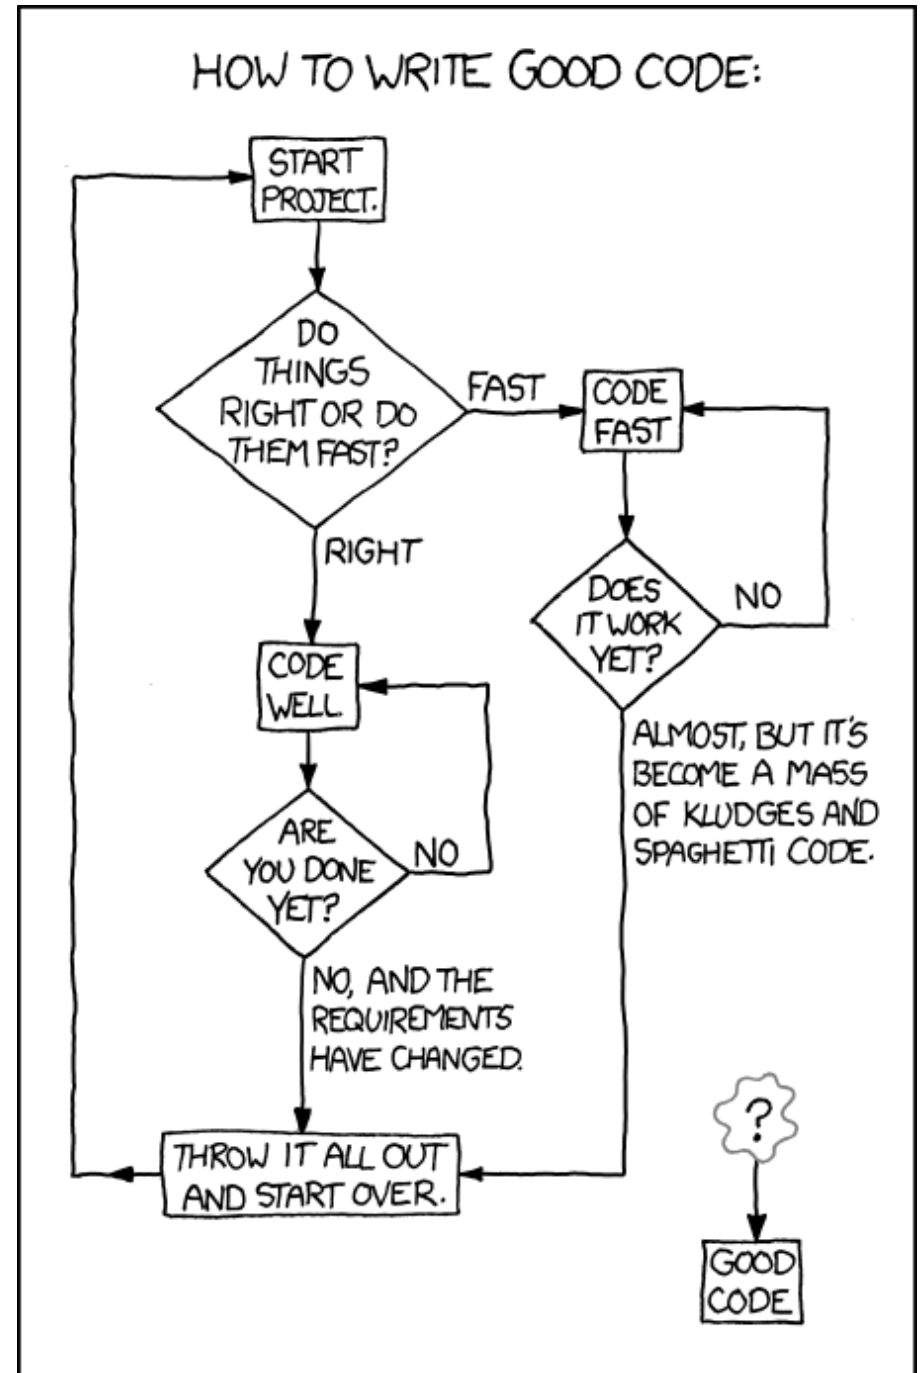 HOW TO WRITE GOOD CODE:
START
PROJECT.
DO
THINGS
RIGHT OR DO
THEM FAST?
FAST
CODE
FAST
RIGHT
DOES
IT WORK
YET?
NO
CODE
WELL.
ALMOST, BUT IT'S
BECOME A MASS
OF KLUDGES AND
SPAGHETTI CODE.
ARE
YOU DONE
YET?
NO
NO, AND THE
REQUIREMENTS
HAVE CHANGED.
THROW IT ALL OUT
AND START OVER.
?
GOOD
CODE